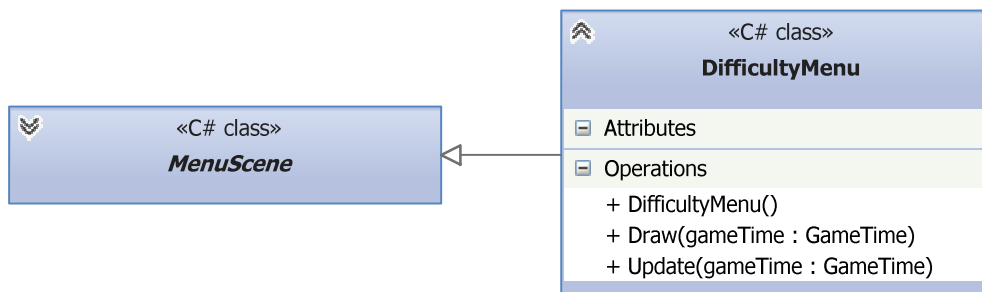 «C# class»
MenuScene
«C# class»
DifficultyMenu
Attributes
Operations
+ DifficultyMenu()
+ Draw(gameTime : GameTime)
+ Update(gameTime : GameTime)